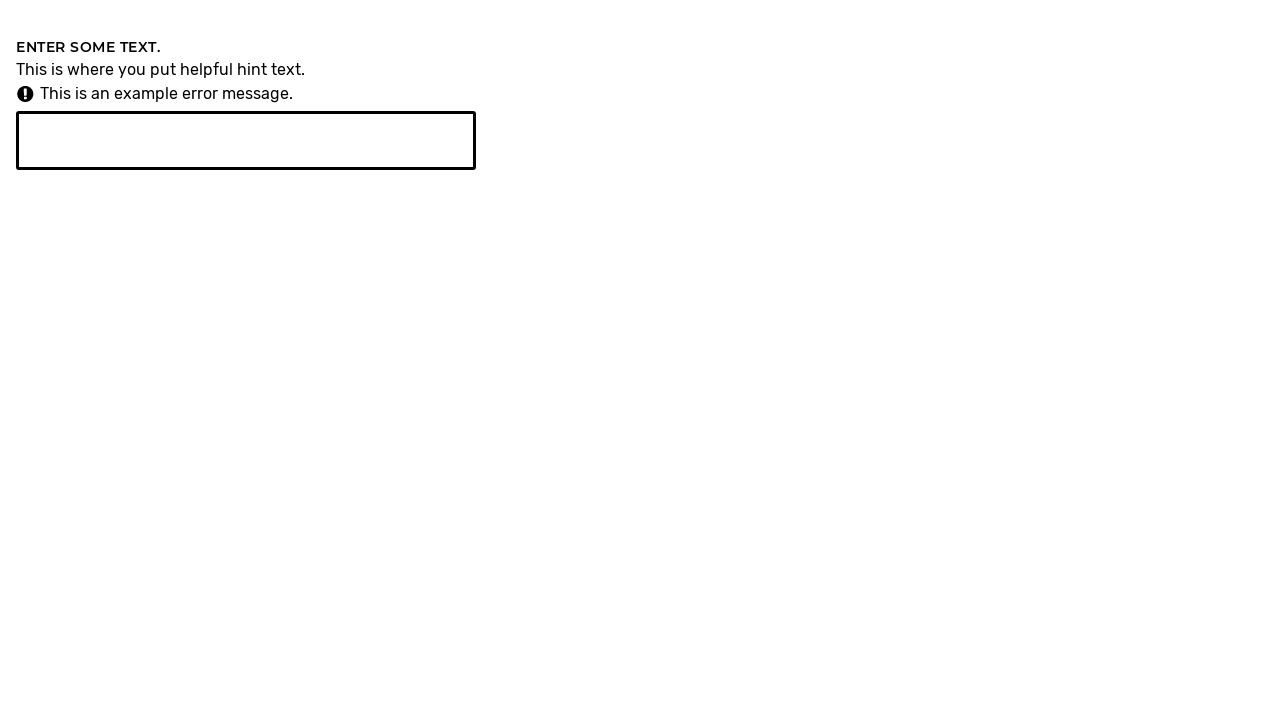 ENTER SOME TEXT.
This is where you put helpful hint text.
This is an example error message.